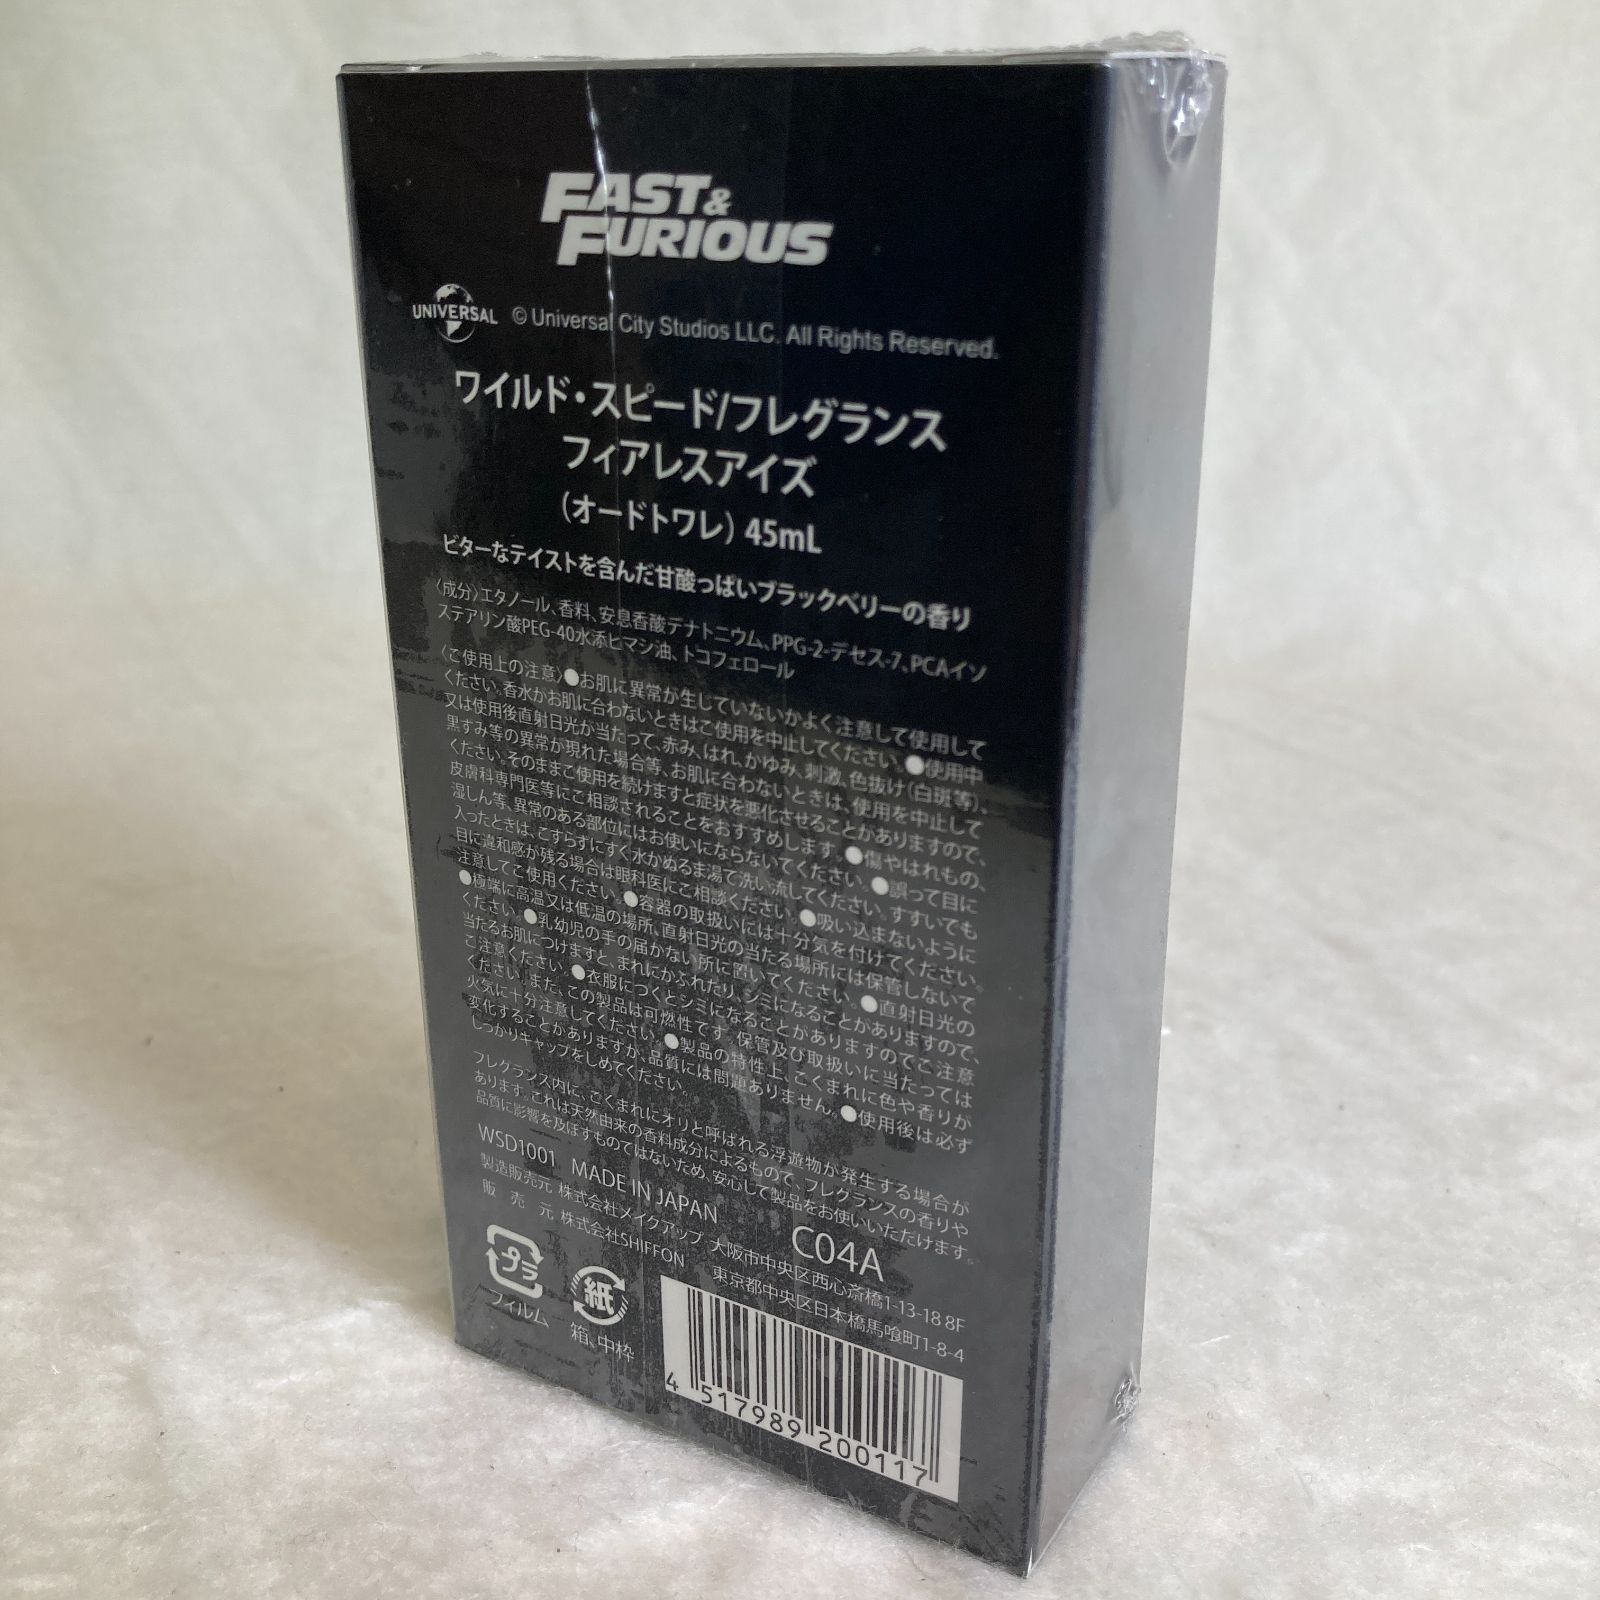 FAST &
FURIOUS
UNIVERSAL
© Universal City Studios LLC. All Rights Reserved.
ワイルド・スピード/フレグランス
フィアレスアイズ
(オードトワレ) 45mL
ビターなテイストを含んだ甘酸っぱいブラックベリーの香り
〈成分〉エタノール、香料、安息香酸デナトニウム、PPG-2-デセス-7、PCAイソ
ステアリン酸PEG-40水添ヒマシ油、トコフェロール
〈ご使用上の注意〉●お肌に異常が生じていないかよく注意して使用して
ください。香水がお肌に合わないときはご使用を中止してください。●使用中
又は使用後直射日光が当たって、赤み、はれ、かゆみ、刺激、色抜け(白斑等)、
黒ずみ等の異常が現れた場合等、お肌に合わないときは、使用を中止して
ください。そのままご使用を続けますと症状を悪化させることがありますので、
皮膚科専門医等にご相談されることをおすすめします。●傷やはれもの、
湿しん等、異常のある部位にはお使いにならないでください。●誤って目に
入ったときは、こすらずにすぐ水かぬるま湯で洗い流してください。すすいでも
目に違和感が残る場合は眼科医にご相談ください。●吸い込まないように
注意してご使用ください。●容器の取扱いには十分気を付けてください。
●極端に高温又は低温の場所、直射日光の当たる場所には保管しないで
ください。●乳幼児の手の届かない所に置いてください。●直射日光の
当たるお肌につけますと、まれにかぶれたり、シミになることがありますので、
ご注意ください。●衣服につくとシミになることがありますのでご注意
ください。また、この製品は可燃性です。保管及び取扱いに当たっては
火気に十分注意してください。●製品の特性上、ごくまれに色や香りが
変化することがありますが、品質には問題ありません。●使用後は必ず
しっかりキャップをしめてください。
フレグランス内に、ごくまれにオリと呼ばれる浮遊物が発生する場合が
あります。これは天然由来の香料成分によるもので、フレグランスの香りや
品質に影響を及ぼすものではないため、安心して製品をお使いいただけます。
WSD1001 MADE IN JAPAN C04A
製造販売元 株式会社メイクアップ 大阪市中央区西心斎橋1-13-18 8F
販売元 株式会社SHIFFON 東京都中央区日本橋馬喰町1-8-4
プラ
フィルム
紙
箱、中枠
4 517989 200117